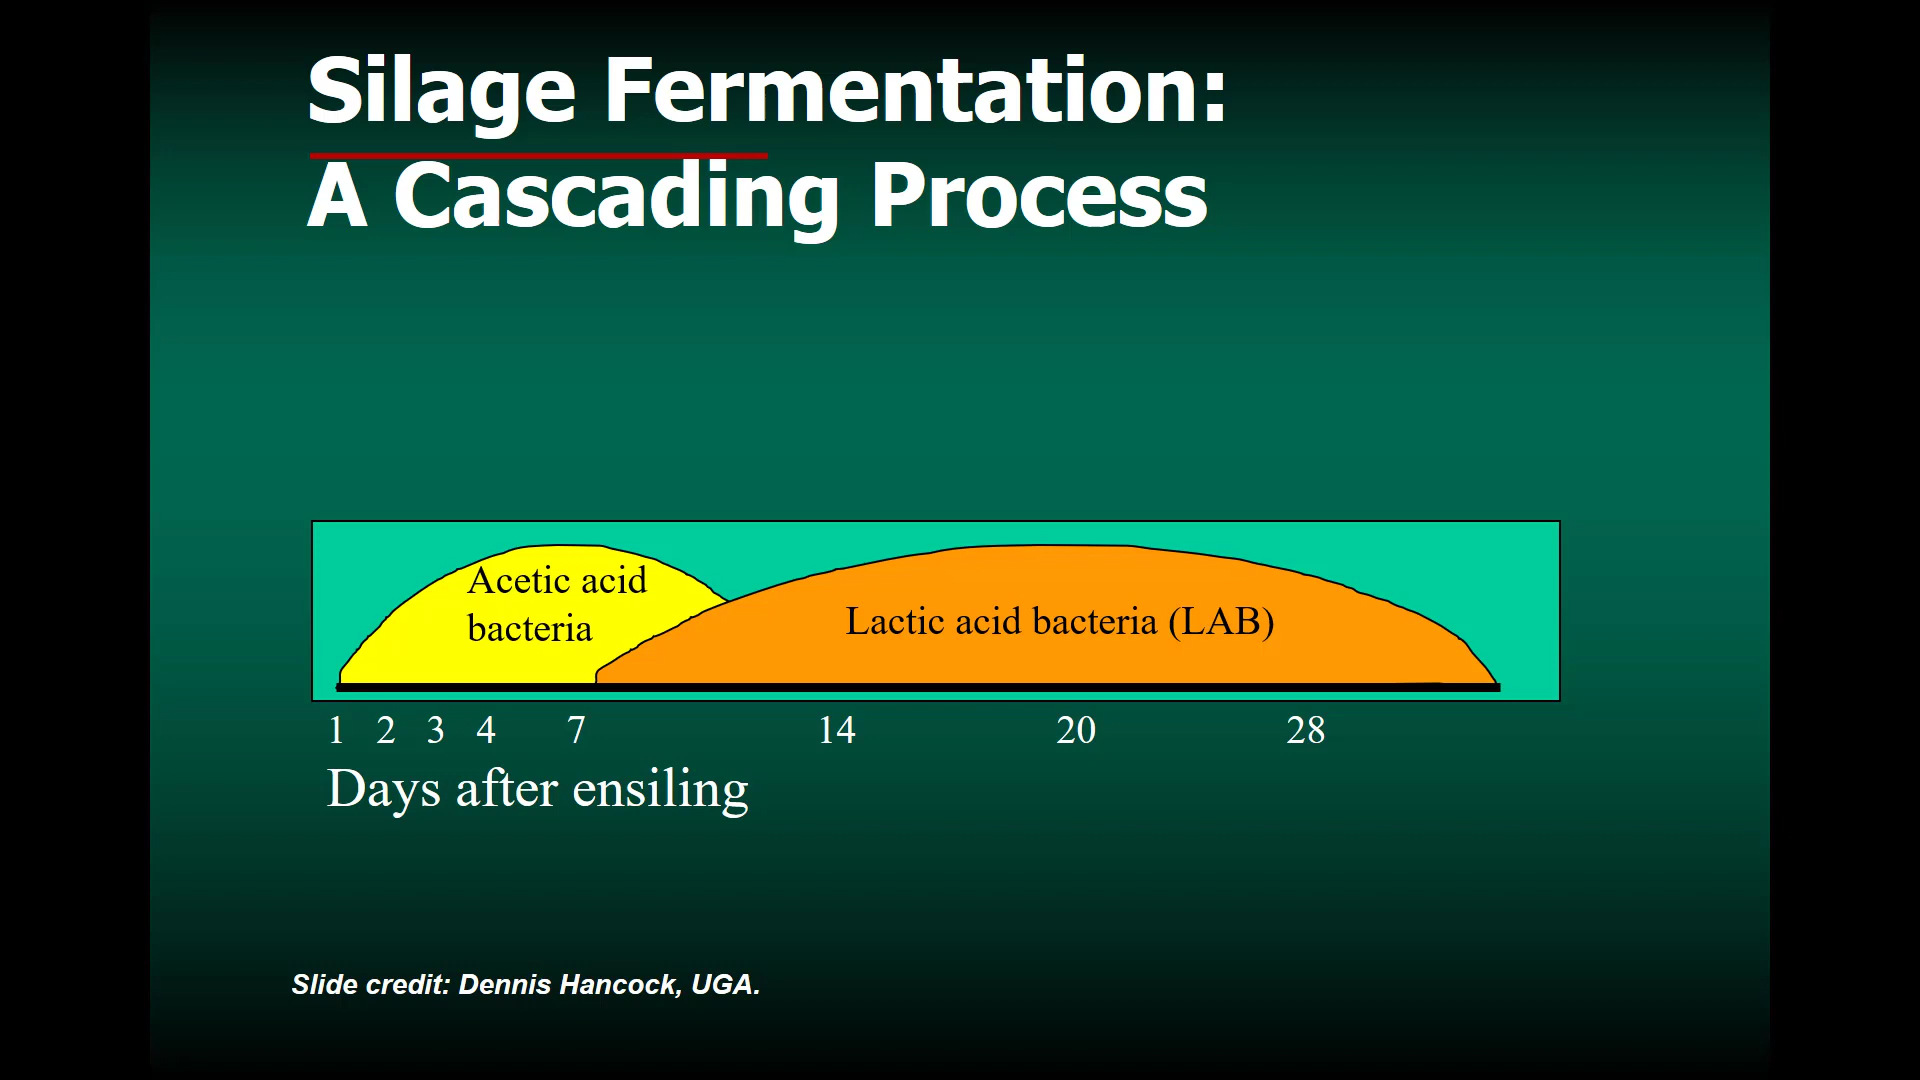 Silage Fermentation:
A Cascading Process
Acetic acid
bacteria
Lactic acid bacteria (LAB)
1 2 3 4 7 14 20 28
Days after ensiling
Slide credit: Dennis Hancock, UGA.